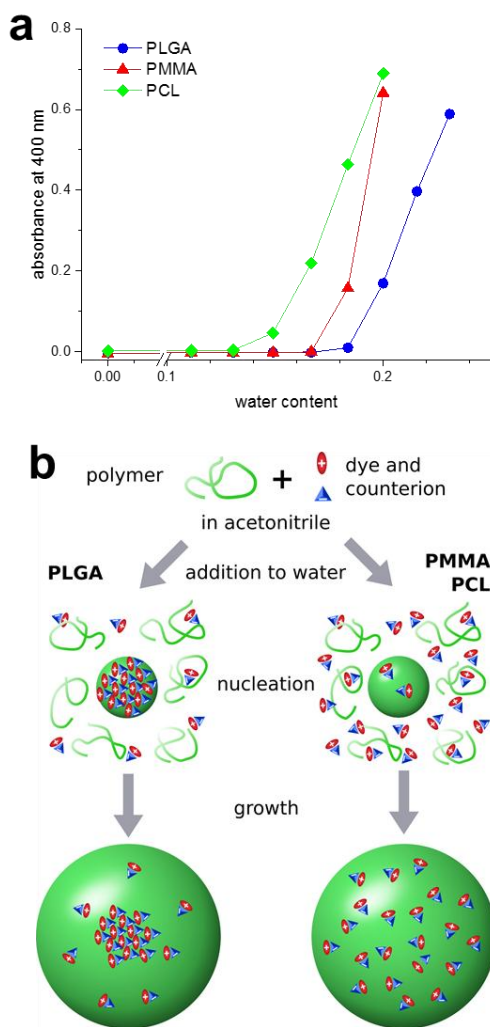 a
PLGA
PMMA
PCL
absorbance at 400 nm
0.8
0.6
0.4
0.2
0.0
0.00
0.1
0.2
water content
b
polymer
+
dye and
counterion
in acetonitrile
PLGA
addition to water
PMMA
PCL
nucleation
growth